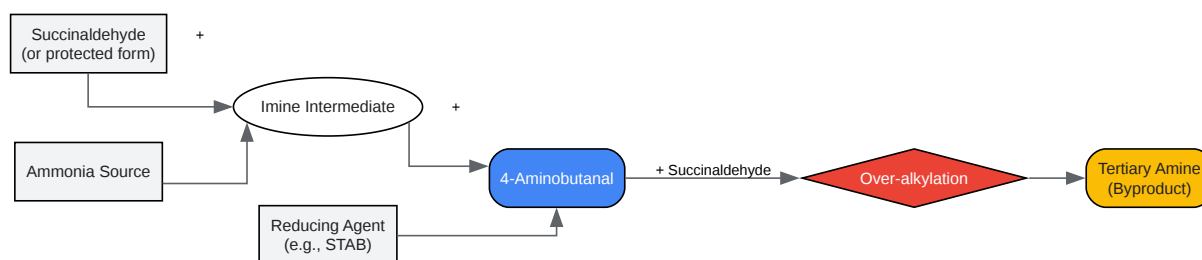 Succinaldehyde
(or protected form)
+
Imine Intermediate
+
Ammonia Source
4-Aminobutanal
+ Succinaldehyde
Over-alkylation
Tertiary Amine
(Byproduct)
Reducing Agent
(e.g., STAB)